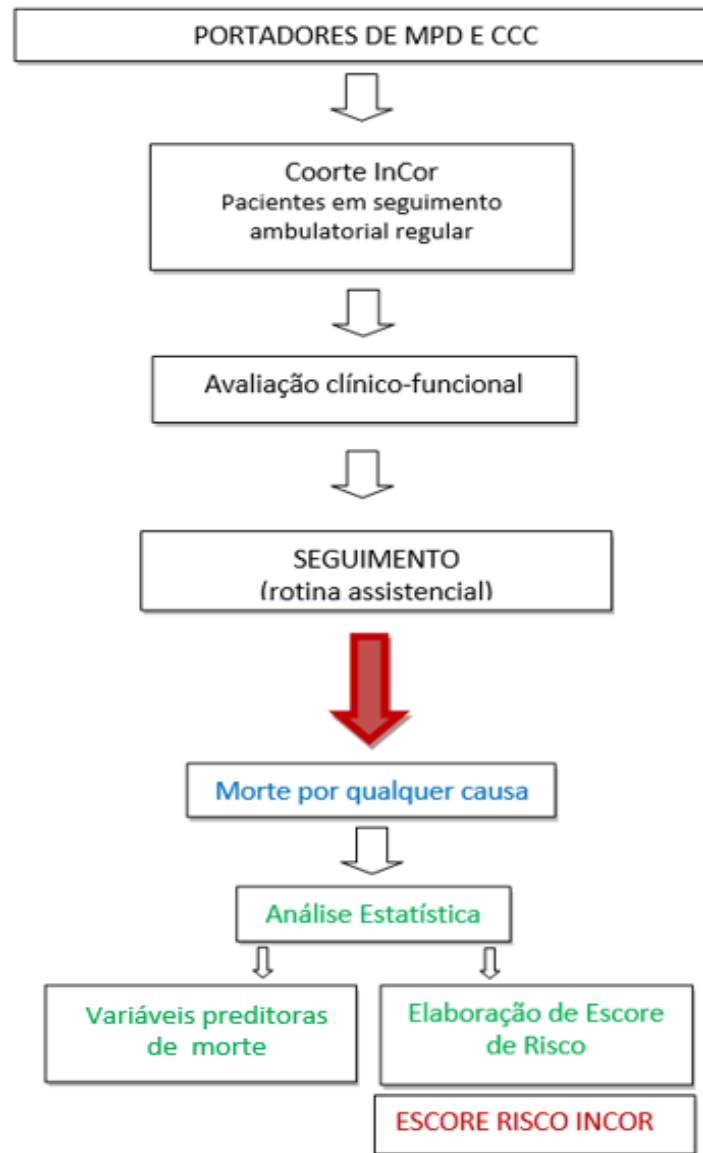 PORTADORES DE MPD E CCC
Coorte InCor
Pacientes em seguimento
ambulatorial regular
Avaliação clínico-funcional
SEGUIMENTO
(rotina assistencial)
Morte por qualquer causa
Análise Estatística
Variáveis preditoras
de morte
Elaboração de Escore
de Risco
ESCORE RISCO INCOR